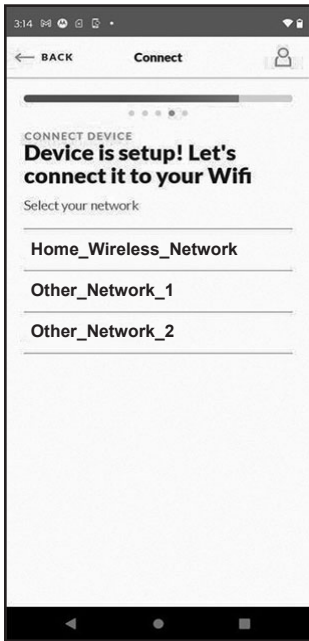 3:14
BACK Connect
CONNECT DEVICE
Device is setup! Let's
connect it to your Wifi
Select your network
Home_Wireless_Network
Other_Network_1
Other_Network_2